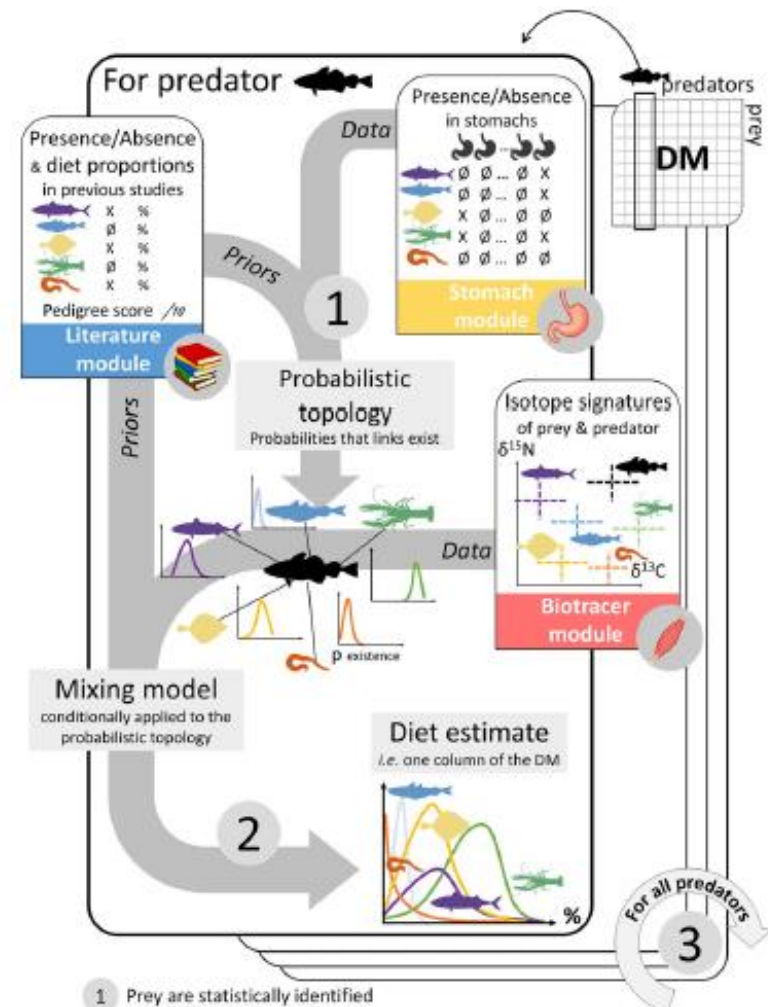 For predator
predators
prey
DM
Presence/Absence
& diet proportions
in previous studies
X %
Ø %
X %
Ø %
X %
Pedigree score /10
Literature
module
Data
Presence/Absence
in stomachs
...
Ø Ø ... Ø X
Ø Ø ... Ø X
X Ø ... Ø Ø
X Ø ... Ø X
Ø Ø ... Ø Ø
Stomach
module
Priors
1
Probabilistic
topology
Probabilities that links exist
Priors
Isotope signatures
of prey & predator
δ¹⁵N
δ¹³C
Biotracer
module
Data
p existence
Mixing model
conditionally applied to the
probabilistic topology
Diet estimate
i.e. one column of the DM
2
%
For all predators
3
1 Prey are statistically identified